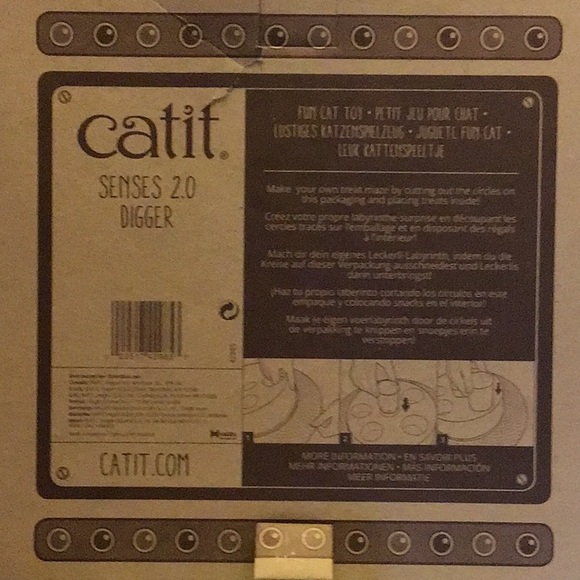 catit®
SENSES 2.0
DIGGER
FUN CAT TOY • PETIT JEU POUR CHAT •
LUSTIGES KATZENSPIELZEUG • JUGUETE FUN CAT •
LEUK KATTENSPEELTJE
Make your own treat maze by cutting out the circles on
this packaging and placing treats inside!
Créez votre propre labyrinthe-surprise en découpant les
cercles tracés sur l'emballage et en disposant des régals
à l'intérieur!
Mach dir dein eigenes Leckerli Labyrinth, indem du die
Kreise auf dieser Verpackung ausschneidest und Leckerlis
darin unterbringst!
¡Haz tu propio laberinto cortando los círculos en este
empaque y colocando snacks en el interior!
Maak je eigen voerlabyrinth door de cirkels uit
de verpakking te knippen en snoepjes erin te
verstoppen!
1 2 3
CATIT.COM
MORE INFORMATION • EN SAVOIR PLUS
MEHR INFORMATIONEN • MÁS INFORMACIÓN
MEER INFORMATIE